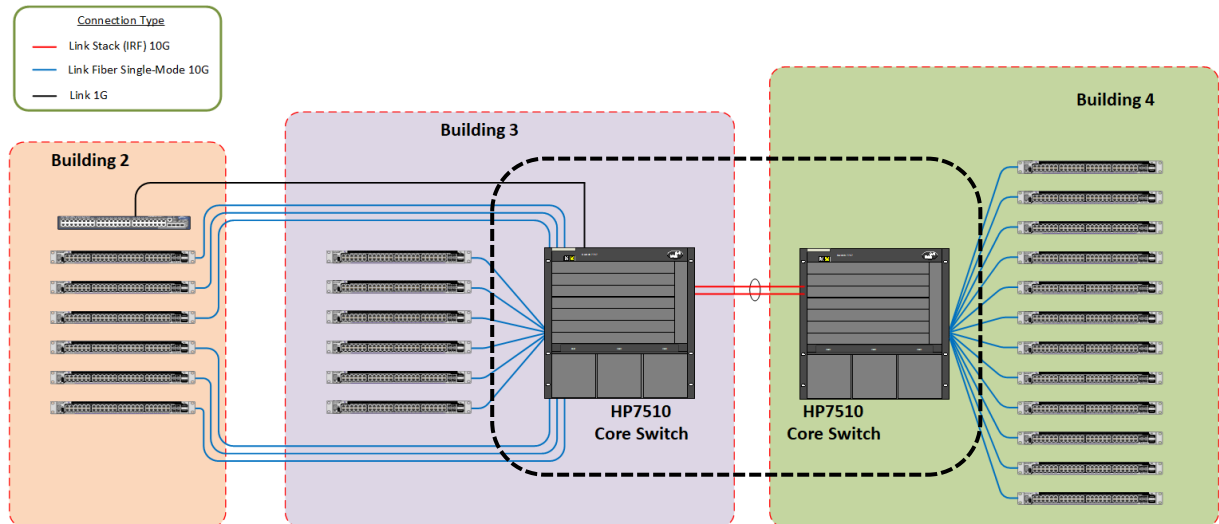 Connection Type
Link Stack (IRF) 10G
Link Fiber Single-Mode 10G
Link 1G
Building 2
Building 3
Building 4
HP7510
Core Switch
HP7510
Core Switch